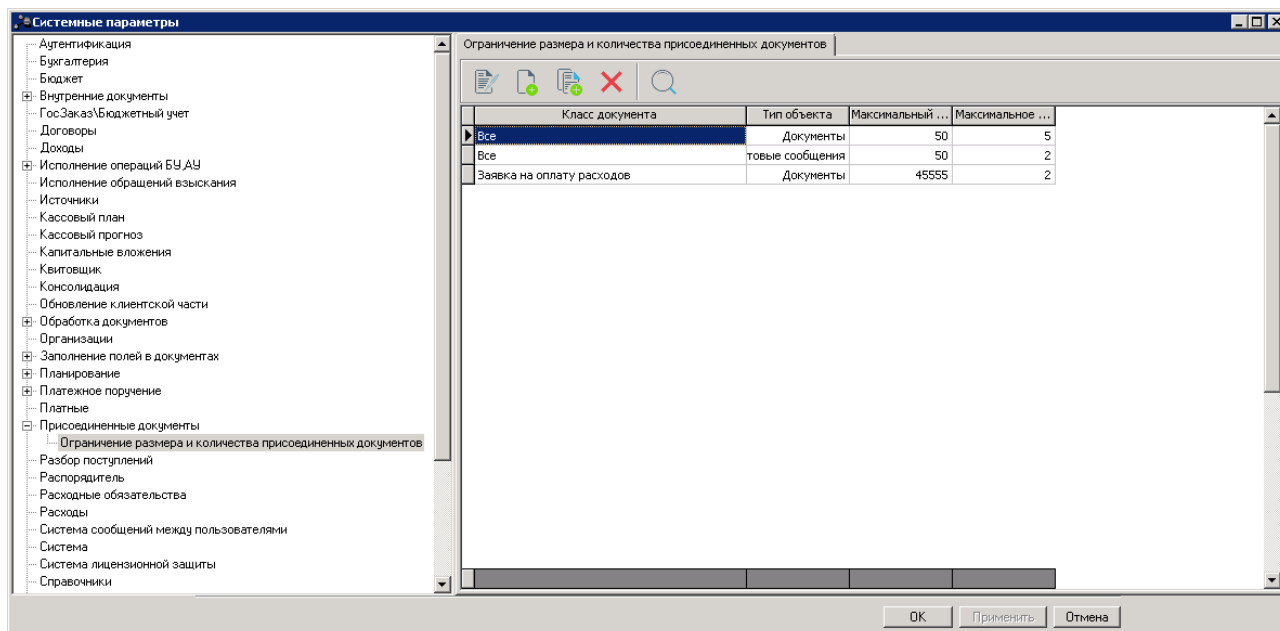 Системные параметры
Аутентификация
Бухгалтерия
Бюджет
Внутренние документы
ГосЗаказ\Бюджетный учет
Договоры
Доходы
Исполнение операций БУ,АУ
Исполнение обращений взыскания
Источники
Кассовый план
Кассовый прогноз
Капитальные вложения
Квитовщик
Консолидация
Обновление клиентской части
Обработка документов
Организации
Заполнение полей в документах
Планирование
Платежное поручение
Платные
Присоединенные документы
Ограничение размера и количества присоединенных документов
Разбор поступлений
Распорядитель
Расходные обязательства
Расходы
Система сообщений между пользователями
Система
Система лицензионной защиты
Справочники
Ограничение размера и количества присоединенных документов
Класс документа Тип объекта Максимальный ... Максимальное ...
Все Документы 50 5
Все товые сообщения 50 2
Заявка на оплату расходов Документы 45555 2
OK Применить Отмена